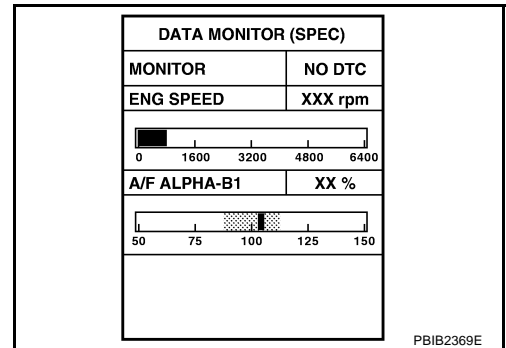 DATA MONITOR (SPEC)
MONITOR NO DTC
ENG SPEED XXX rpm
0 1600 3200 4800 6400
A/F ALPHA-B1 XX %
50 75 100 125 150
PBIB2369E